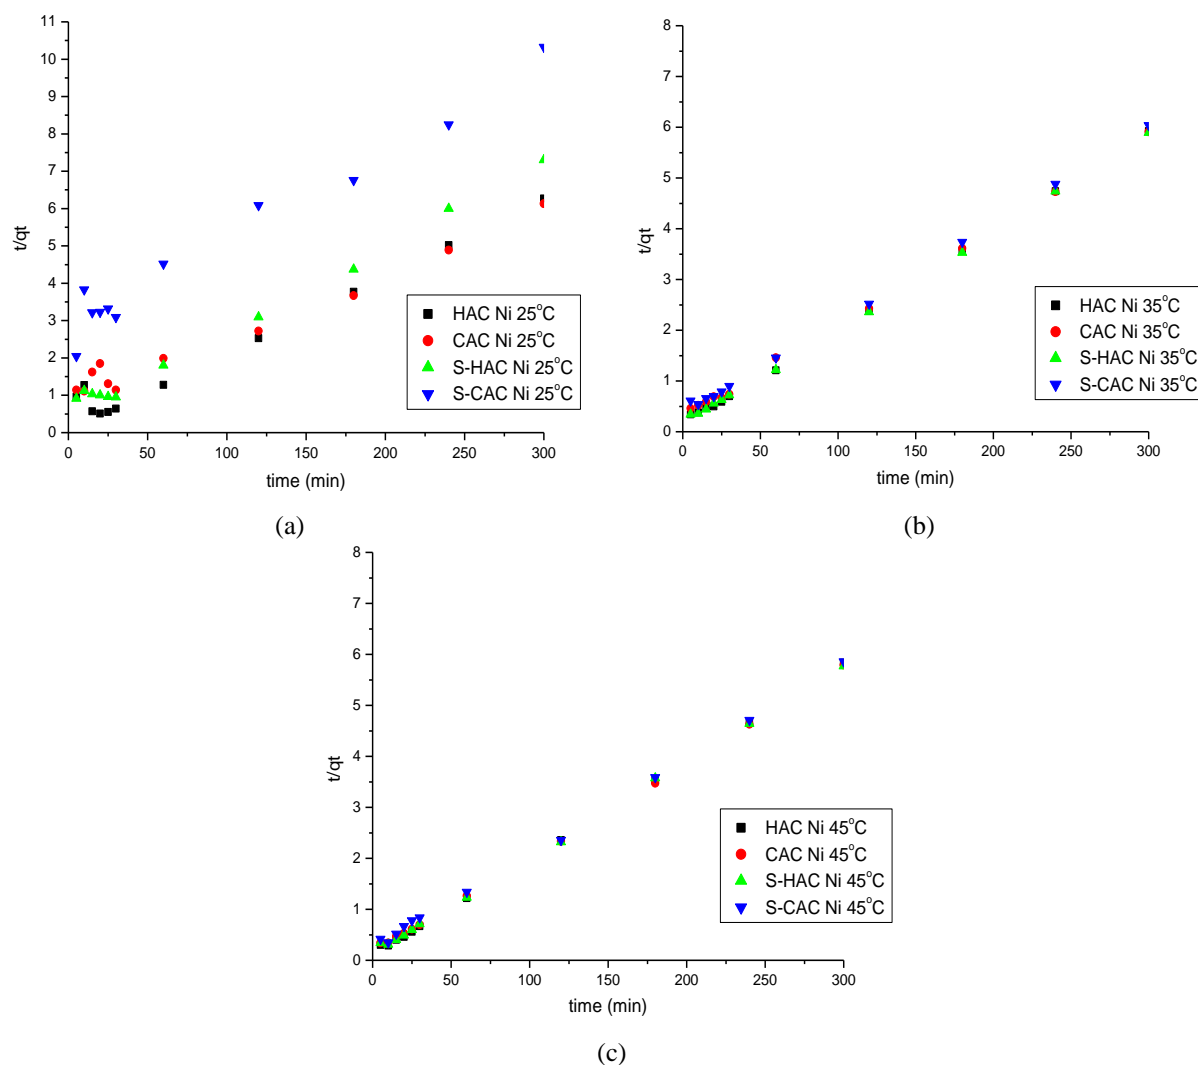 11
10
9
8
7
6
5
4
3
2
1
0
t/qt
0 50 100 150 200 250 300
time (min)
HAC Ni 25°C
CAC Ni 25°C
S-HAC Ni 25°C
S-CAC Ni 25°C
(a)
8
7
6
5
4
3
2
1
0
t/qt
0 50 100 150 200 250 300
time (min)
HAC Ni 35°C
CAC Ni 35°C
S-HAC Ni 35°C
S-CAC Ni 35°C
(b)
8
7
6
5
4
3
2
1
0
t/qt
0 50 100 150 200 250 300
time (min)
HAC Ni 45°C
CAC Ni 45°C
S-HAC Ni 45°C
S-CAC Ni 45°C
(c)